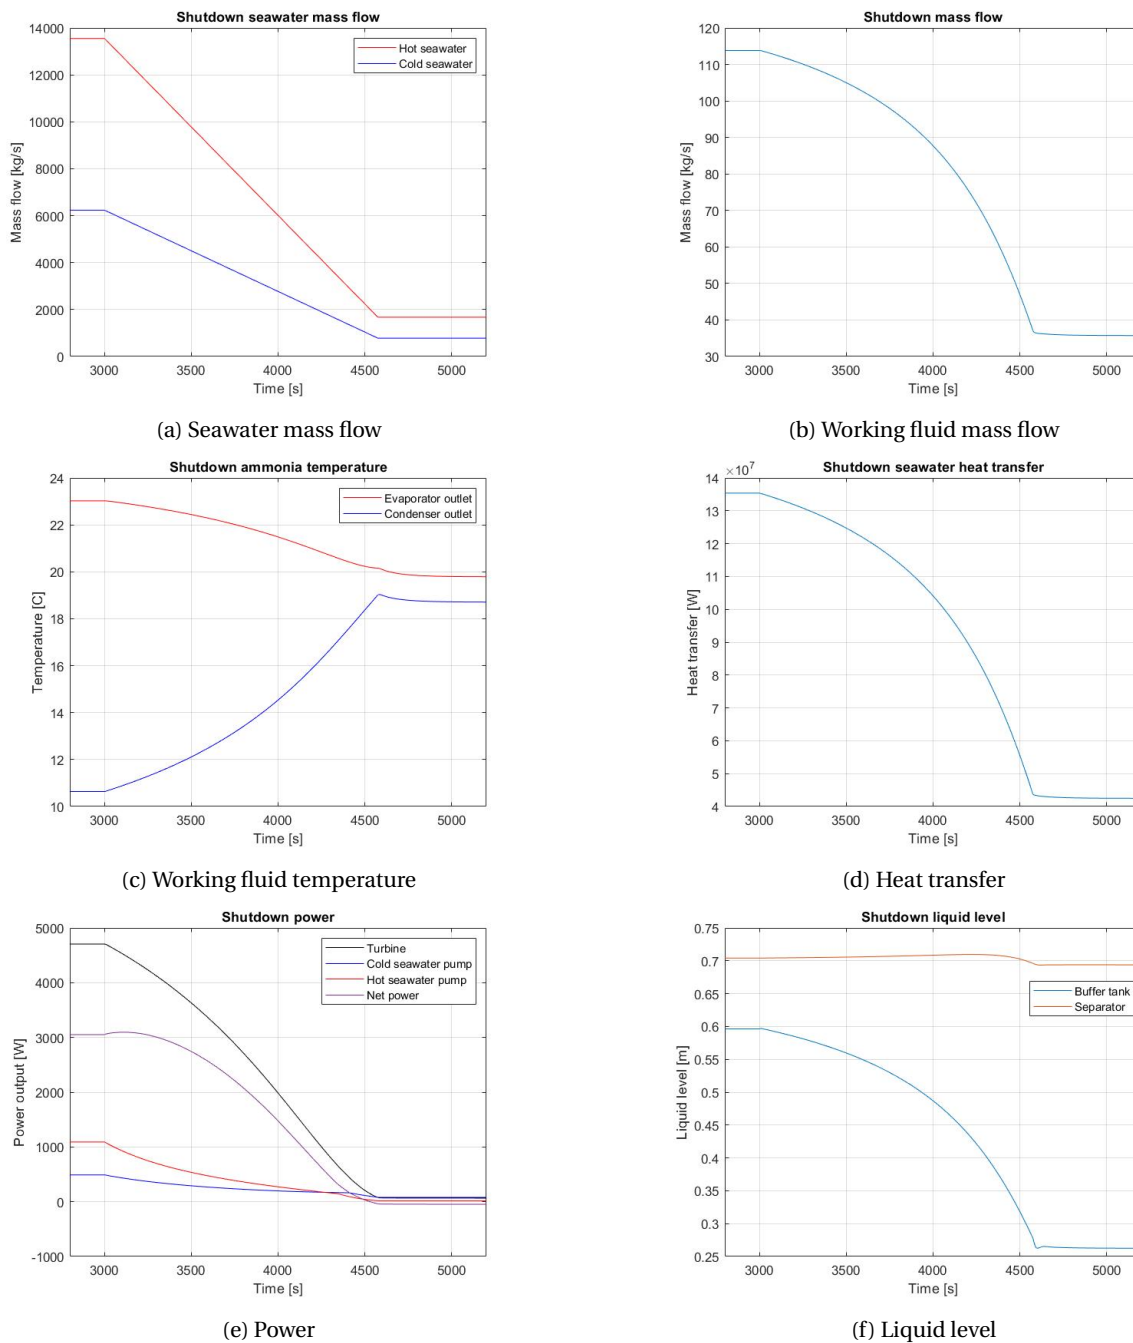 Shutdown seawater mass flow
14000
12000
10000
8000
6000
4000
2000
0
Mass flow [kg/s]
Hot seawater
Cold seawater
3000 3500 4000 4500 5000
Time [s]
(a) Seawater mass flow
Shutdown mass flow
120
110
100
90
80
70
60
50
40
30
Mass flow [kg/s]
3000 3500 4000 4500 5000
Time [s]
(b) Working fluid mass flow
Shutdown ammonia temperature
24
22
20
18
16
14
12
10
Temperature [C]
Evaporator outlet
Condenser outlet
3000 3500 4000 4500 5000
Time [s]
(c) Working fluid temperature
Shutdown seawater heat transfer
×10⁷
14
13
12
11
10
9
8
7
6
5
4
Heat transfer [W]
3000 3500 4000 4500 5000
Time [s]
(d) Heat transfer
Shutdown power
5000
4000
3000
2000
1000
0
-1000
Power output [W]
Turbine
Cold seawater pump
Hot seawater pump
Net power
3000 3500 4000 4500 5000
Time [s]
(e) Power
Shutdown liquid level
0.75
0.7
0.65
0.6
0.55
0.5
0.45
0.4
0.35
0.3
0.25
Liquid level [m]
Buffer tank
Separator
3000 3500 4000 4500 5000
Time [s]
(f) Liquid level